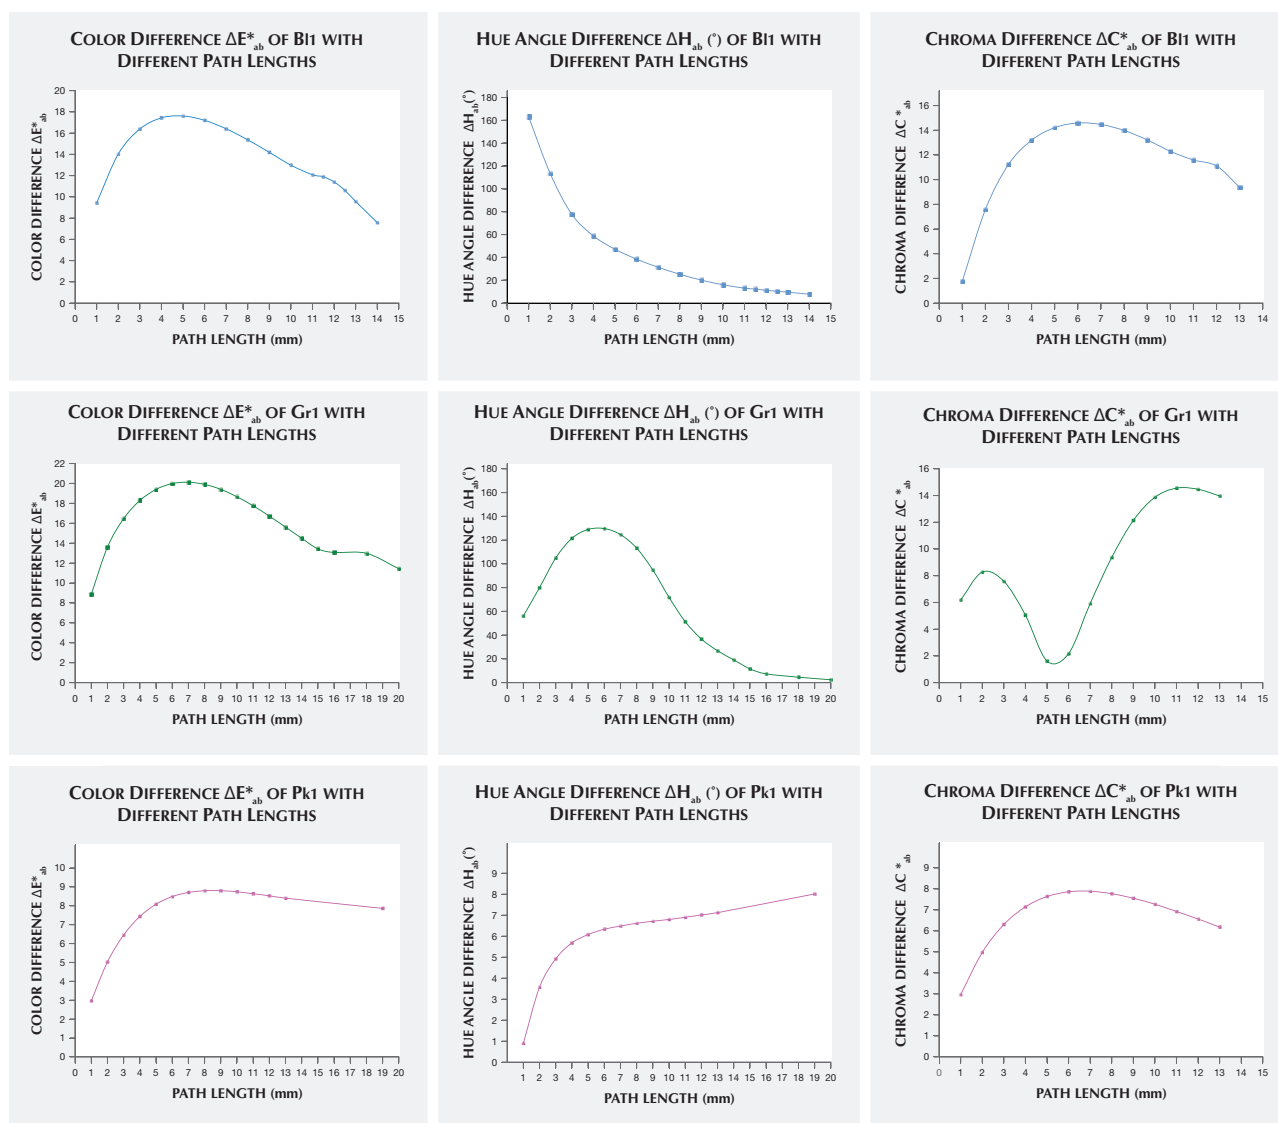 COLOR DIFFERENCE ΔE*ab OF Bl1 WITH
DIFFERENT PATH LENGTHS
COLOR DIFFERENCE ΔE*ab
20
18
16
14
12
10
8
6
4
2
0
0 1 2 3 4 5 6 7 8 9 10 11 12 13 14 15
PATH LENGTH (mm)
HUE ANGLE DIFFERENCE ΔHab (°) OF Bl1 WITH
DIFFERENT PATH LENGTHS
HUE ANGLE DIFFERENCE ΔHab(°)
180
160
140
120
100
80
60
40
20
0
0 1 2 3 4 5 6 7 8 9 10 11 12 13 14 15
PATH LENGTH (mm)
CHROMA DIFFERENCE ΔC*ab OF Bl1 WITH
DIFFERENT PATH LENGTHS
CHROMA DIFFERENCE ΔC*ab
16
14
12
10
8
6
4
2
0
0 1 2 3 4 5 6 7 8 9 10 11 12 13 14
PATH LENGTH (mm)
COLOR DIFFERENCE ΔE*ab OF Gr1 WITH
DIFFERENT PATH LENGTHS
COLOR DIFFERENCE ΔE*ab
22
20
18
16
14
12
10
8
6
4
2
0
0 1 2 3 4 5 6 7 8 9 10 11 12 13 14 15 16 17 18 19 20
PATH LENGTH (mm)
HUE ANGLE DIFFERENCE ΔHab (°) OF Gr1 WITH
DIFFERENT PATH LENGTHS
HUE ANGLE DIFFERENCE ΔHab(°)
180
160
140
120
100
80
60
40
20
0
0 1 2 3 4 5 6 7 8 9 10 11 12 13 14 15 16 17 18 19 20
PATH LENGTH (mm)
CHROMA DIFFERENCE ΔC*ab OF Gr1 WITH
DIFFERENT PATH LENGTHS
CHROMA DIFFERENCE ΔC*ab
16
14
12
10
8
6
4
2
0
0 1 2 3 4 5 6 7 8 9 10 11 12 13 14 15
PATH LENGTH (mm)
COLOR DIFFERENCE ΔE*ab OF Pk1 WITH
DIFFERENT PATH LENGTHS
COLOR DIFFERENCE ΔE*ab
10
9
8
7
6
5
4
3
2
1
0
0 1 2 3 4 5 6 7 8 9 10 11 12 13 14 15 16 17 18 19 20
PATH LENGTH (mm)
HUE ANGLE DIFFERENCE ΔHab (°) OF Pk1 WITH
DIFFERENT PATH LENGTHS
HUE ANGLE DIFFERENCE ΔHab(°)
9
8
7
6
5
4
3
2
1
0
1 2 3 4 5 6 7 8 9 10 11 12 13 14 15 16 17 18 19 20
PATH LENGTH (mm)
CHROMA DIFFERENCE ΔC*ab OF Pk1 WITH
DIFFERENT PATH LENGTHS
CHROMA DIFFERENCE ΔC*ab
9
8
7
6
5
4
3
2
1
0
0 1 2 3 4 5 6 7 8 9 10 11 12 13 14 15
PATH LENGTH (mm)